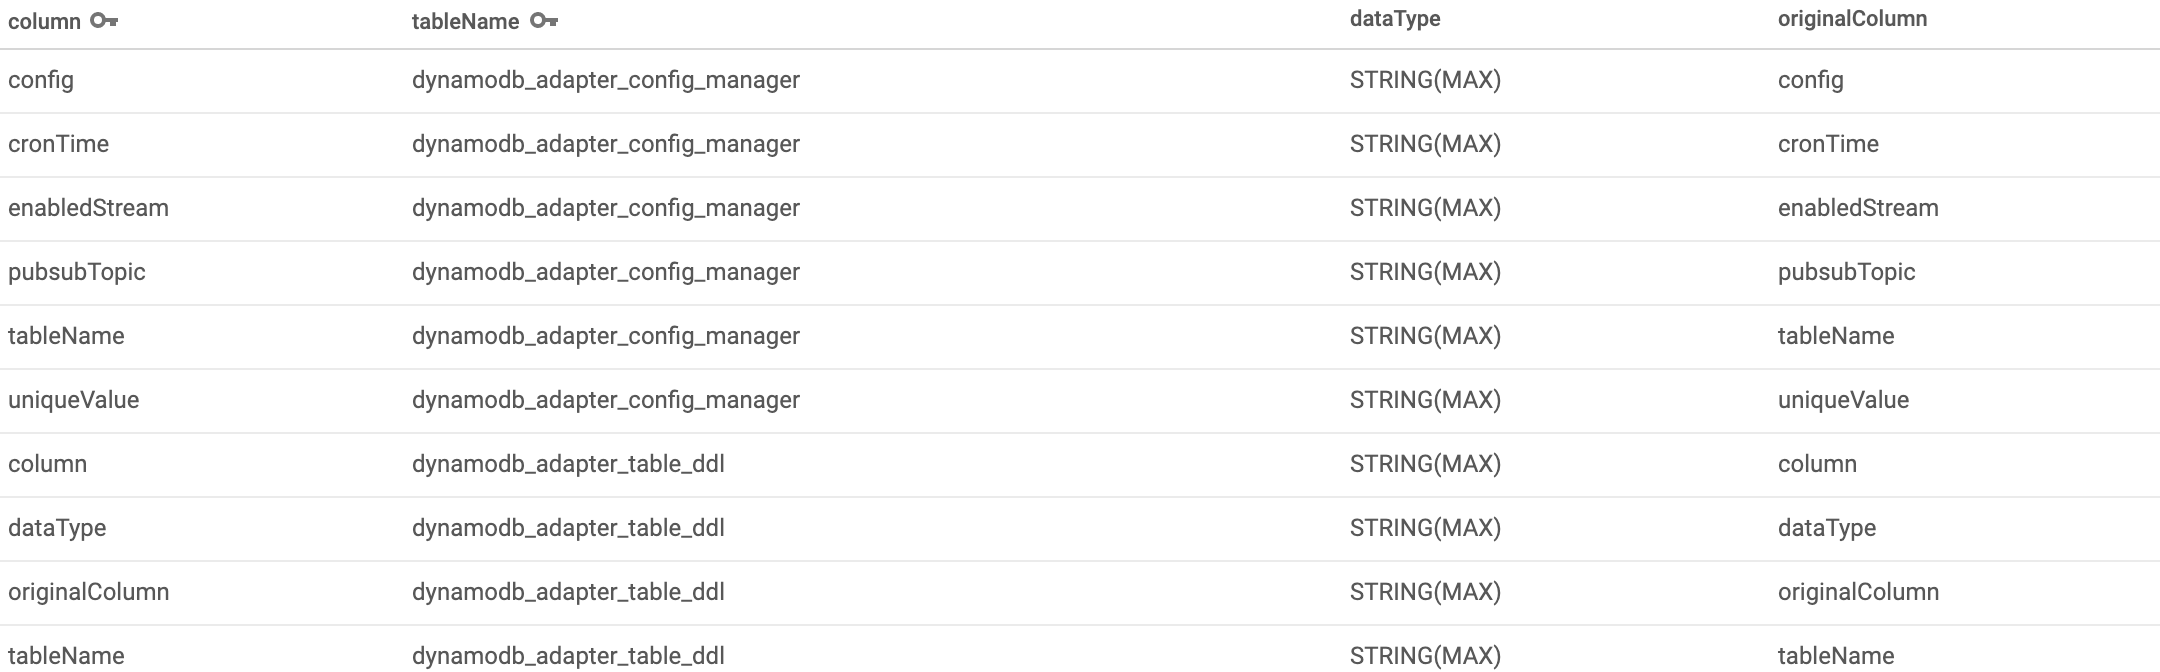 column tableName dataType originalColumn
config dynamodb_adapter_config_manager STRING(MAX) config
cronTime dynamodb_adapter_config_manager STRING(MAX) cronTime
enabledStream dynamodb_adapter_config_manager STRING(MAX) enabledStream
pubsubTopic dynamodb_adapter_config_manager STRING(MAX) pubsubTopic
tableName dynamodb_adapter_config_manager STRING(MAX) tableName
uniqueValue dynamodb_adapter_config_manager STRING(MAX) uniqueValue
column dynamodb_adapter_table_ddl STRING(MAX) column
dataType dynamodb_adapter_table_ddl STRING(MAX) dataType
originalColumn dynamodb_adapter_table_ddl STRING(MAX) originalColumn
tableName dynamodb_adapter_table_ddl STRING(MAX) tableName